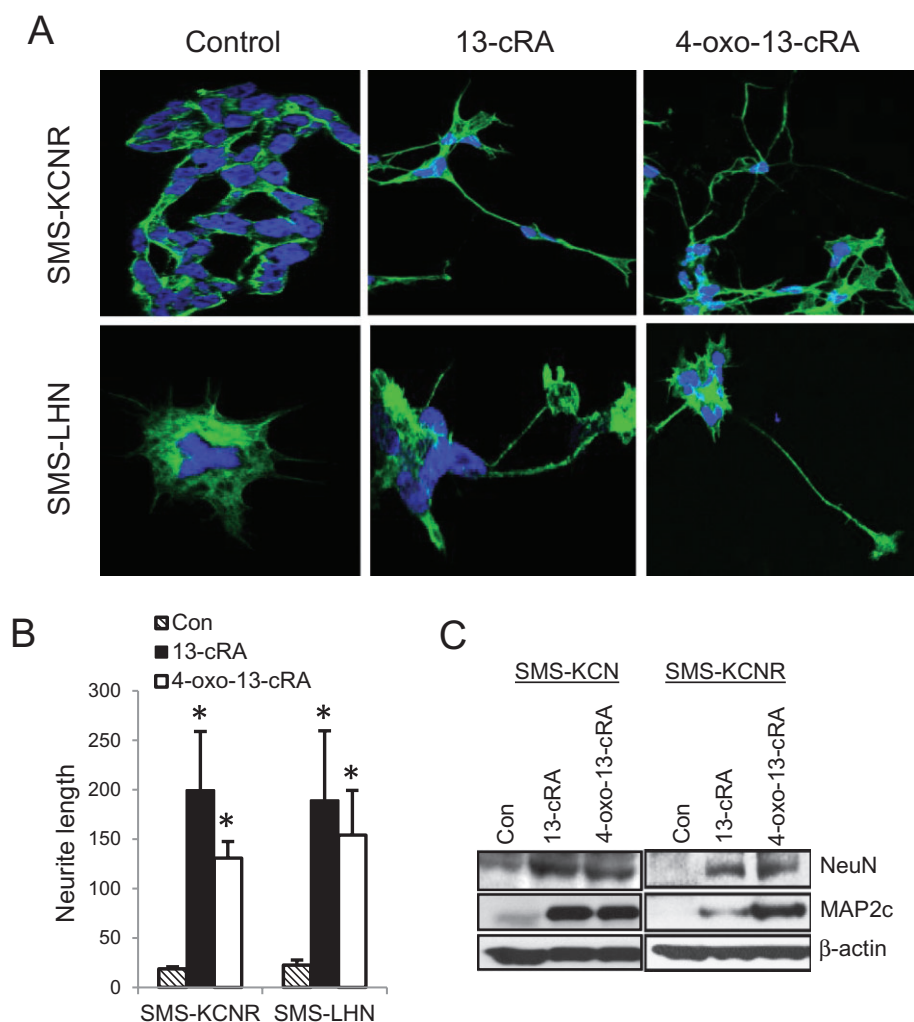 A
Control 13-cRA 4-oxo-13-cRA
SMS-KCNR
SMS-LHN
B
Con
13-cRA
4-oxo-13-cRA
Neurite length
300
250
200
150
100
50
0
* * * *
SMS-KCNR SMS-LHN
C
SMS-KCN SMS-KCNR
Con 13-cRA 4-oxo-13-cRA Con 13-cRA 4-oxo-13-cRA
NeuN
MAP2c
β-actin